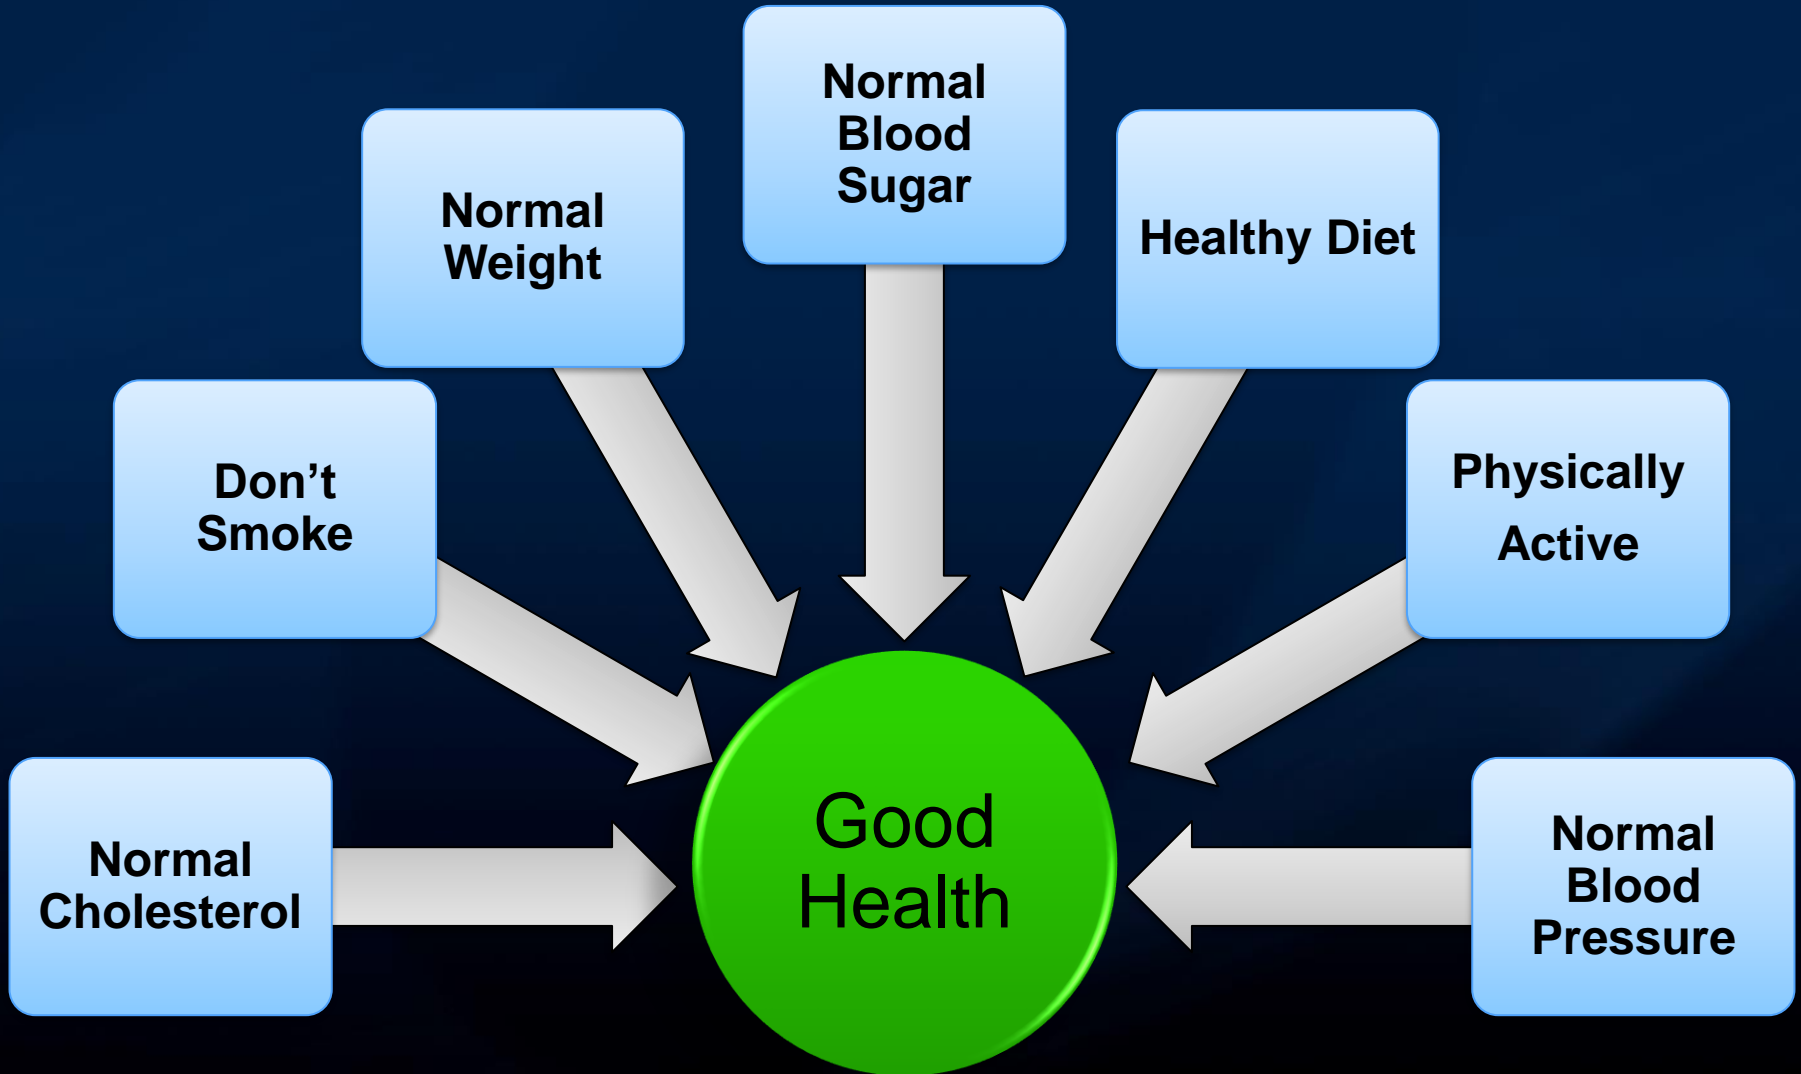 Normal
Blood
Sugar
Normal
Weight
Healthy Diet
Don’t
Smoke
Physically
Active
Normal
Cholesterol
Good
Health
Normal
Blood
Pressure